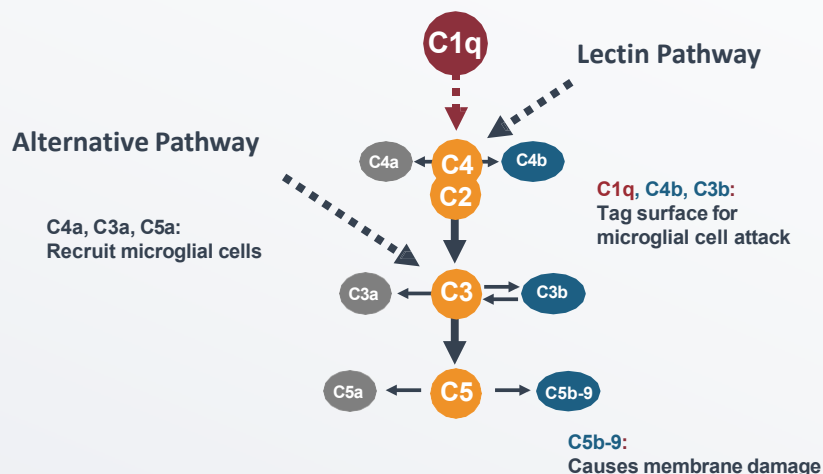 C1q
Lectin Pathway
Alternative Pathway
C4a
C4
C4b
C2
C1q, C4b, C3b:
Tag surface for
microglial cell attack
C4a, C3a, C5a:
Recruit microglial cells
C3a
C3
C3b
C5a
C5
C5b-9
C5b-9:
Causes membrane damage